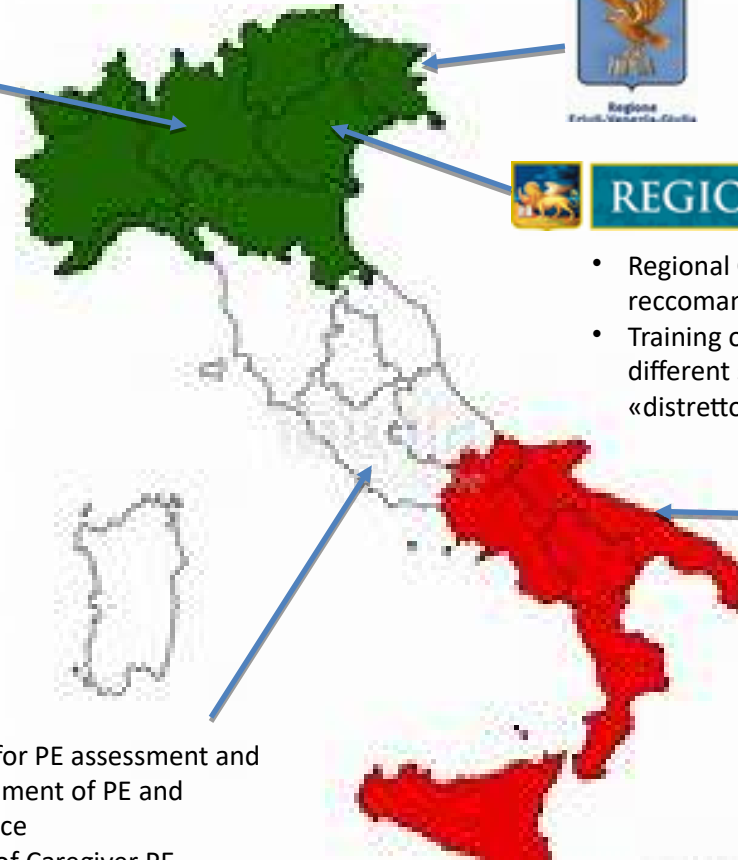 Regione
Friuli-Venezia-Giulia
REGIO
• Regional
reccoman
• Training
different
«distretto
for PE assessment and
ment of PE and
ce
of Caregiver PE